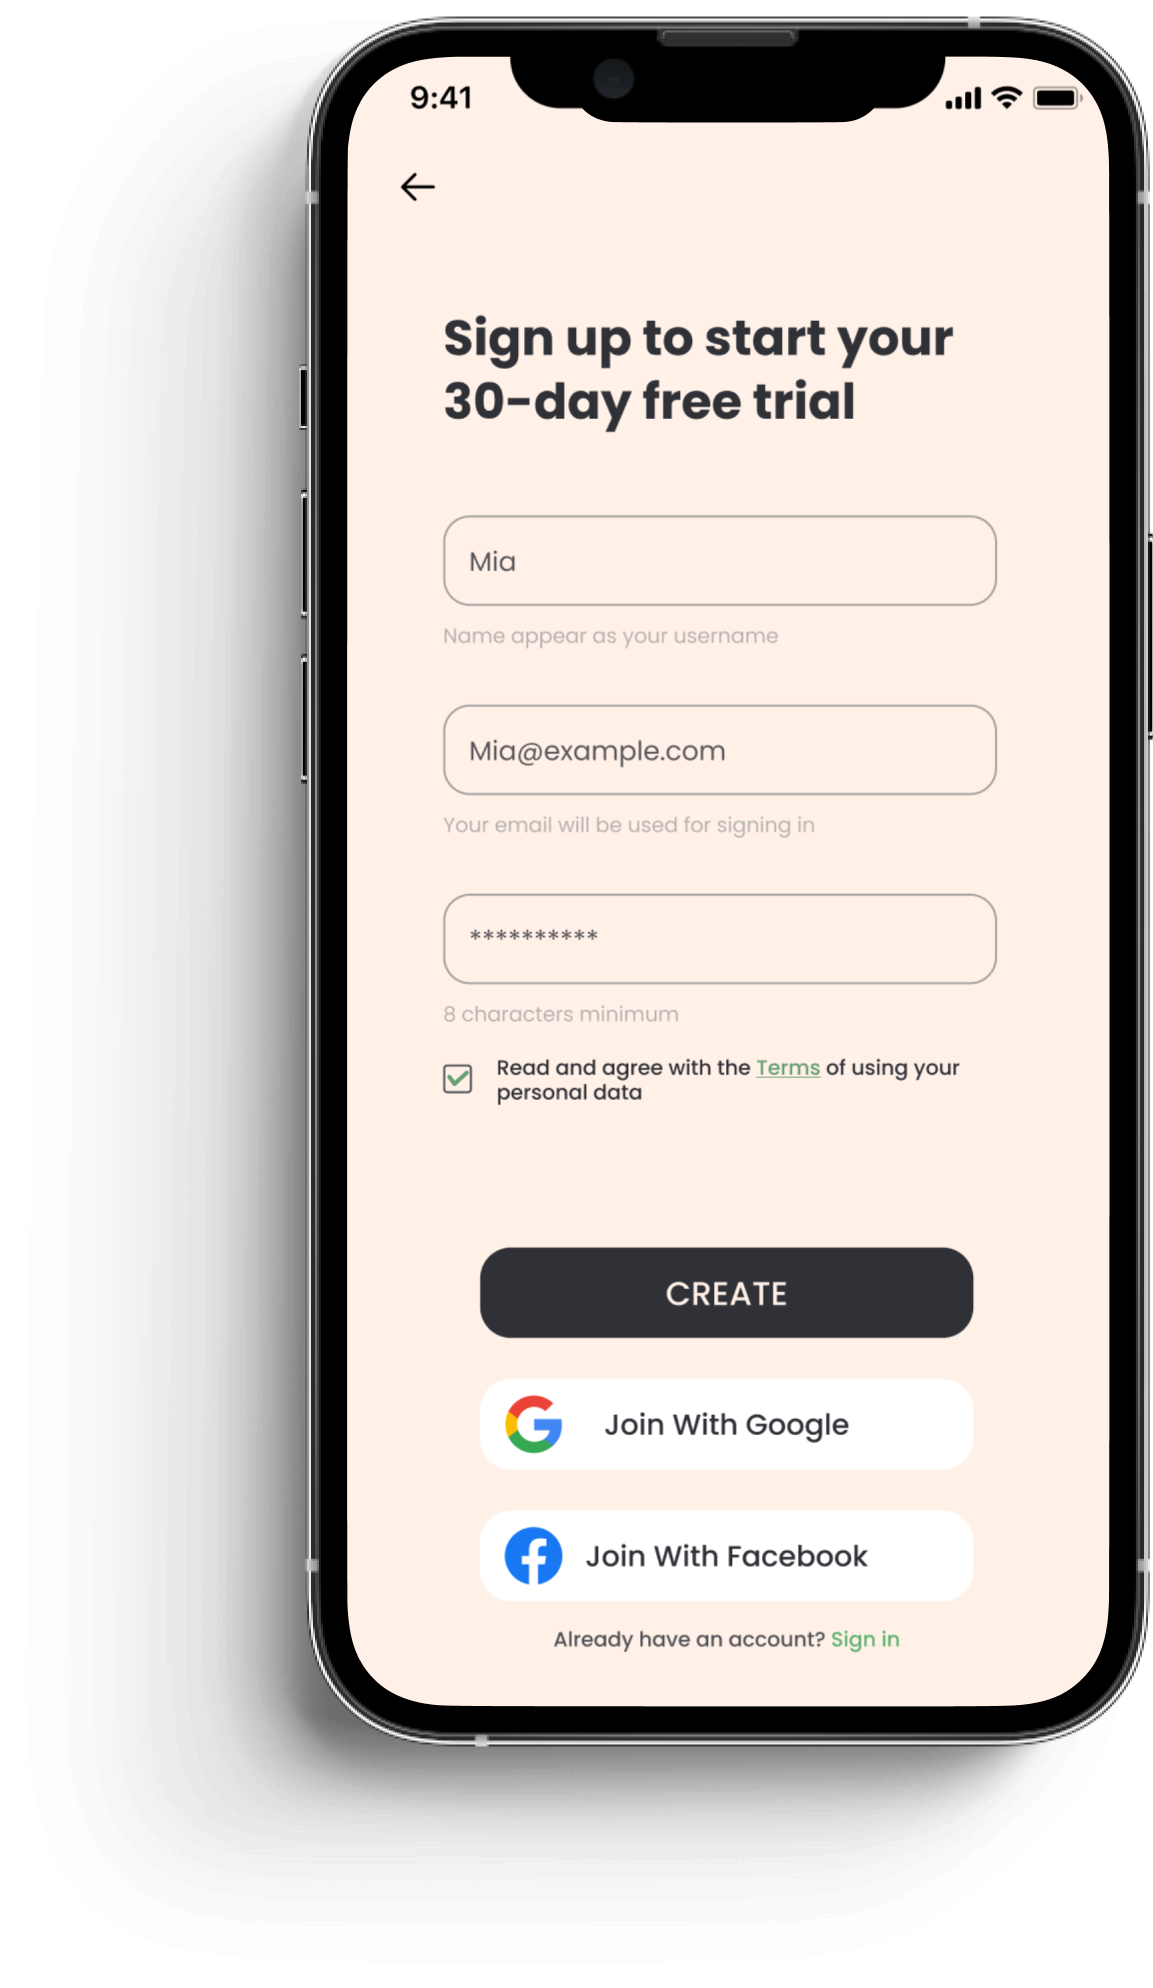 9:41
Sign up to start your
30-day free trial
Mia
Name appear as your username
Mia@example.com
Your email will be used for signing in
**********
8 characters minimum
Read and agree with the Terms of using your
personal data
CREATE
Join With Google
Join With Facebook
Already have an account? Sign in